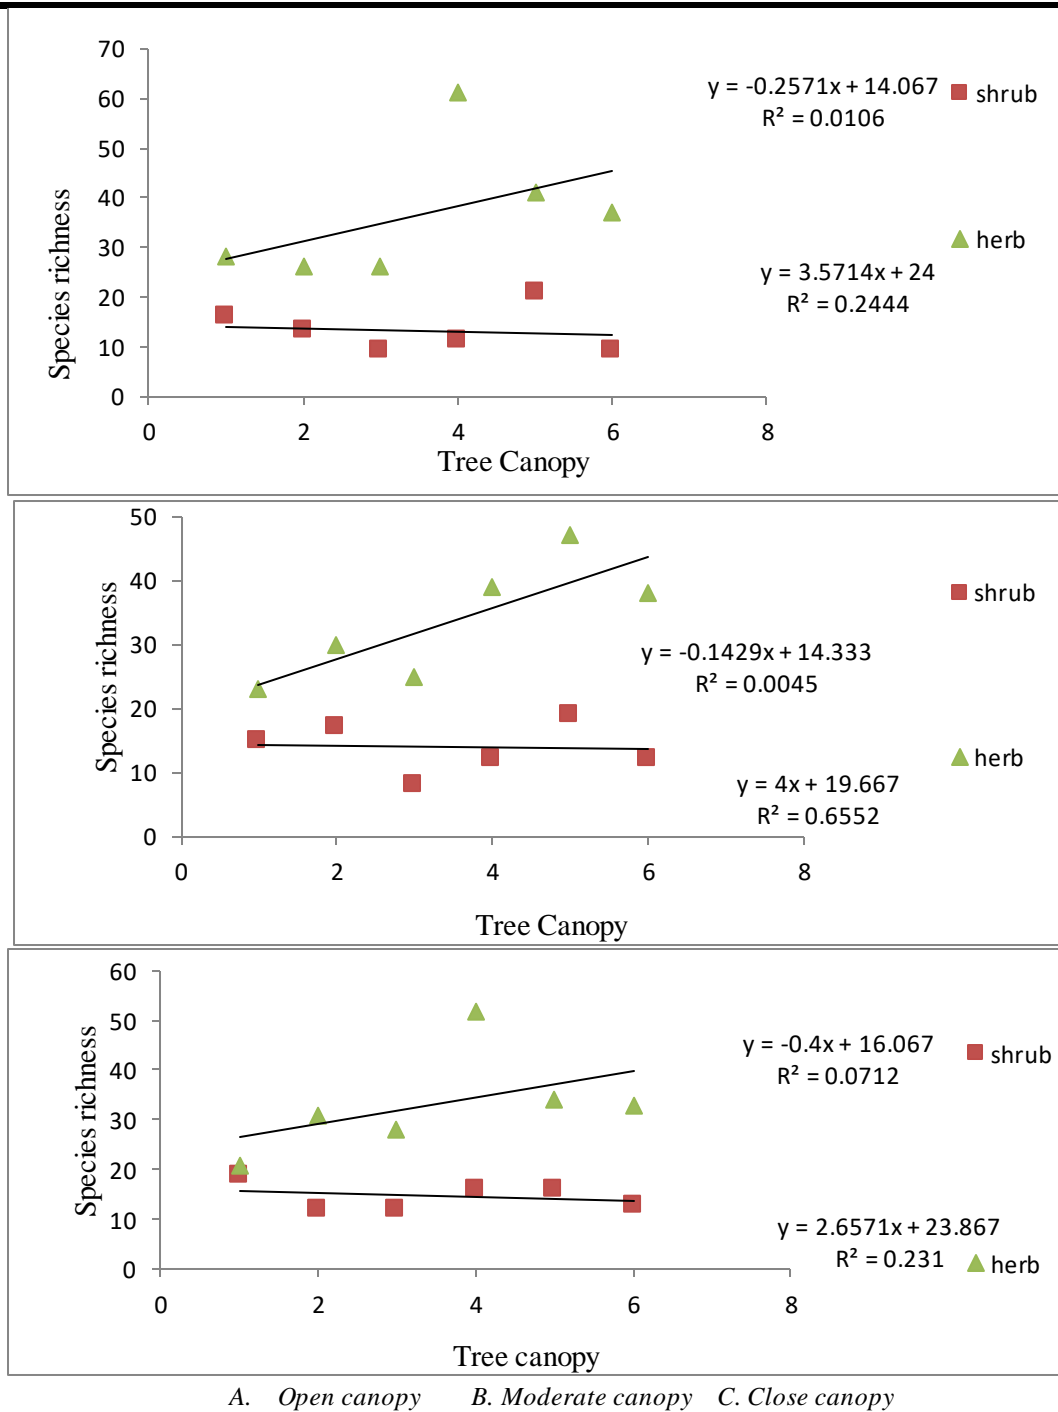 70
60
50
40
30
20
10
0
0 2 4 6 8
Species richness
Tree Canopy
y = -0.2571x + 14.067
R² = 0.0106
shrub
herb
y = 3.5714x + 24
R² = 0.2444
50
40
30
20
10
0
0 2 4 6 8
Species richness
Tree Canopy
shrub
y = -0.1429x + 14.333
R² = 0.0045
herb
y = 4x + 19.667
R² = 0.6552
60
50
40
30
20
10
0
0 2 4 6 8
Species richness
Tree canopy
y = -0.4x + 16.067
R² = 0.0712
shrub
y = 2.6571x + 23.867
R² = 0.231
herb
A. Open canopy B. Moderate canopy C. Close canopy